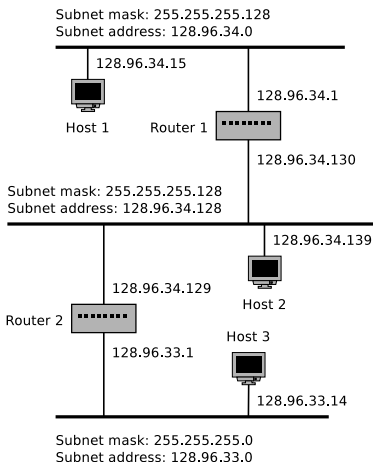 Subnet mask: 255.255.255.128
Subnet address: 128.96.34.0
128.96.34.15
128.96.34.1
Host 1
Router 1
128.96.34.130
Subnet mask: 255.255.255.128
Subnet address: 128.96.34.128
128.96.34.139
128.96.34.129
Host 2
Router 2
Host 3
128.96.33.1
128.96.33.14
Subnet mask: 255.255.255.0
Subnet address: 128.96.33.0